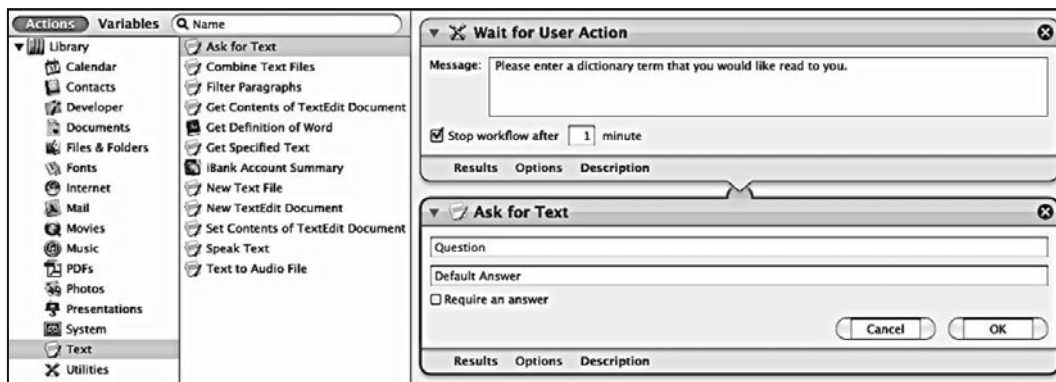 Actions Variables Name
Library
Calendar
Contacts
Developer
Documents
Files & Folders
Fonts
Internet
Mail
Movies
Music
PDFs
Photos
Presentations
System
Text
Utilities
Ask for Text
Combine Text Files
Filter Paragraphs
Get Contents of TextEdit Document
Get Definition of Word
Get Specified Text
iBank Account Summary
New Text File
New TextEdit Document
Set Contents of TextEdit Document
Speak Text
Text to Audio File
Wait for User Action
Message: Please enter a dictionary term that you would like read to you.
Stop workflow after 1 minute
Results Options Description
Ask for Text
Question
Default Answer
Require an answer
Cancel OK
Results Options Description